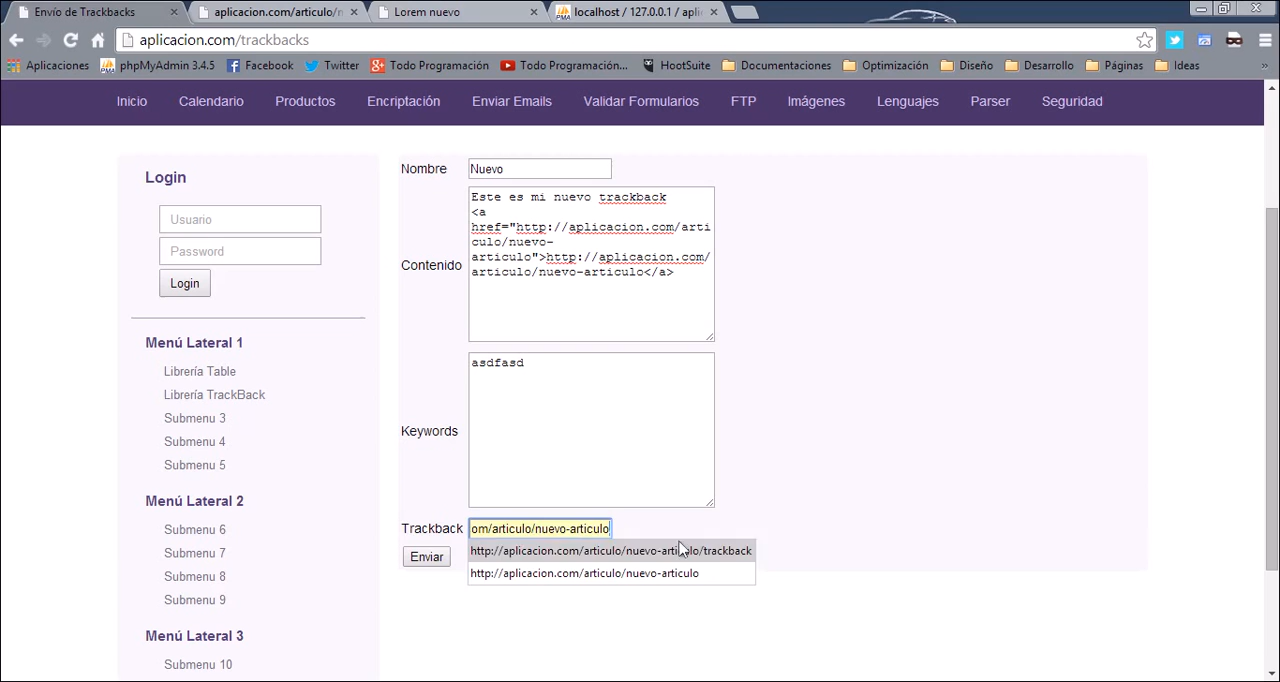 Envío de Trackbacks
aplicacion.com/articulo/n
Lorem nuevo
localhost / 127.0.0.1 / apli
aplicacion.com/trackbacks
Aplicaciones
phpMyAdmin 3.4.5
Facebook
Twitter
Todo Programación
Todo Programación...
HootSuite
Documentaciones
Optimización
Diseño
Desarrollo
Páginas
Ideas
»
Inicio
Calendario
Productos
Encriptación
Enviar Emails
Validar Formularios
FTP
Imágenes
Lenguajes
Parser
Seguridad
Login
Usuario
Password
Login
Menú Lateral 1
Librería Table
Librería TrackBack
Submenu 3
Submenu 4
Submenu 5
Menú Lateral 2
Submenu 6
Submenu 7
Submenu 8
Submenu 9
Menú Lateral 3
Submenu 10
Nombre
Nuevo
Contenido
Este es mi nuevo trackback
<a
href="http://aplicacion.com/arti
culo/nuevo-
articulo">http://aplicacion.com/
articulo/nuevo-articulo</a>
Keywords
asdfasd
Trackback
om/articulo/nuevo-articulo
Enviar
http://aplicacion.com/articulo/nuevo-articulo/trackback
http://aplicacion.com/articulo/nuevo-articulo